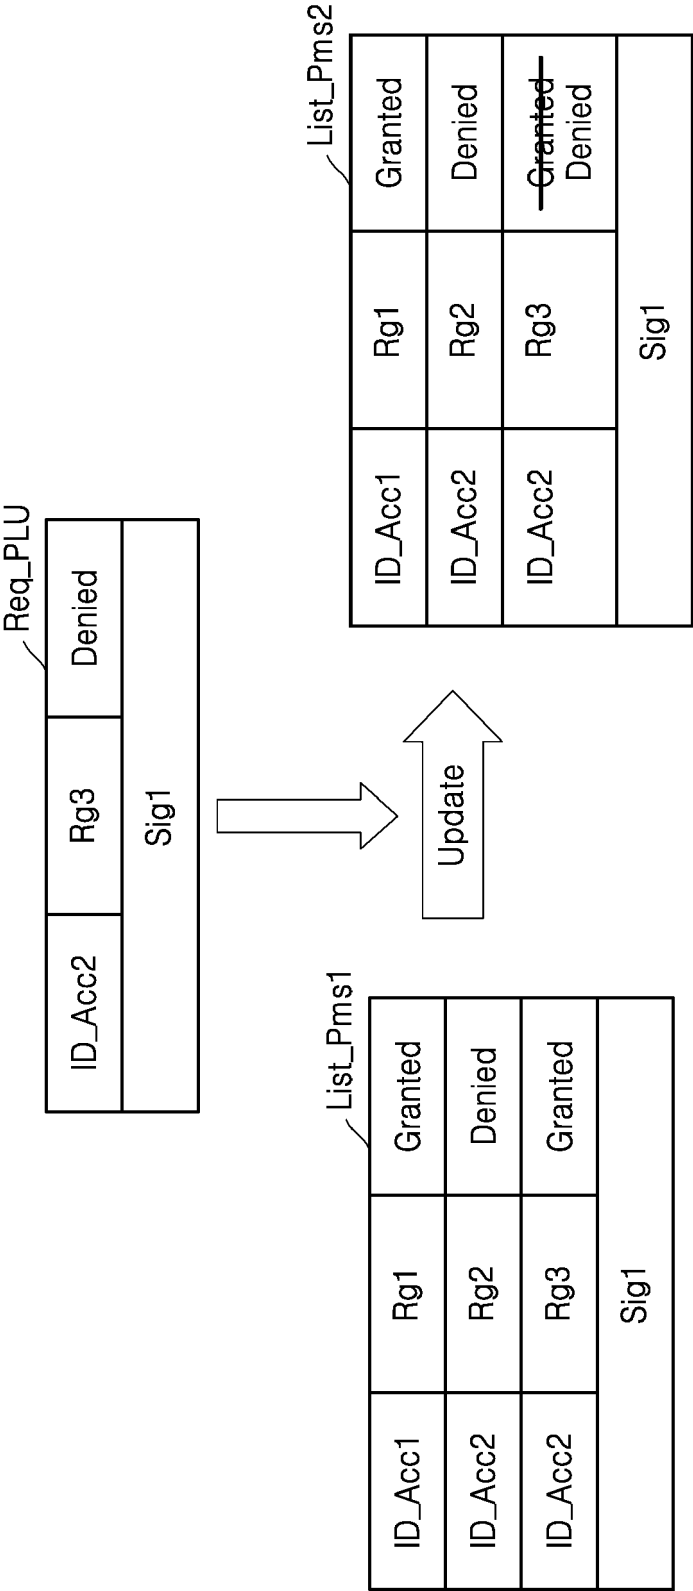 Req_PLU
ID_Acc2 Rg3 Denied
Sig1
List_Pms1
ID_Acc1 Rg1 Granted
ID_Acc2 Rg2 Denied
ID_Acc2 Rg3 Granted
Sig1
Update
List_Pms2
ID_Acc1 Rg1 Granted
ID_Acc2 Rg2 Denied
ID_Acc2 Rg3 Granted
Denied
Sig1